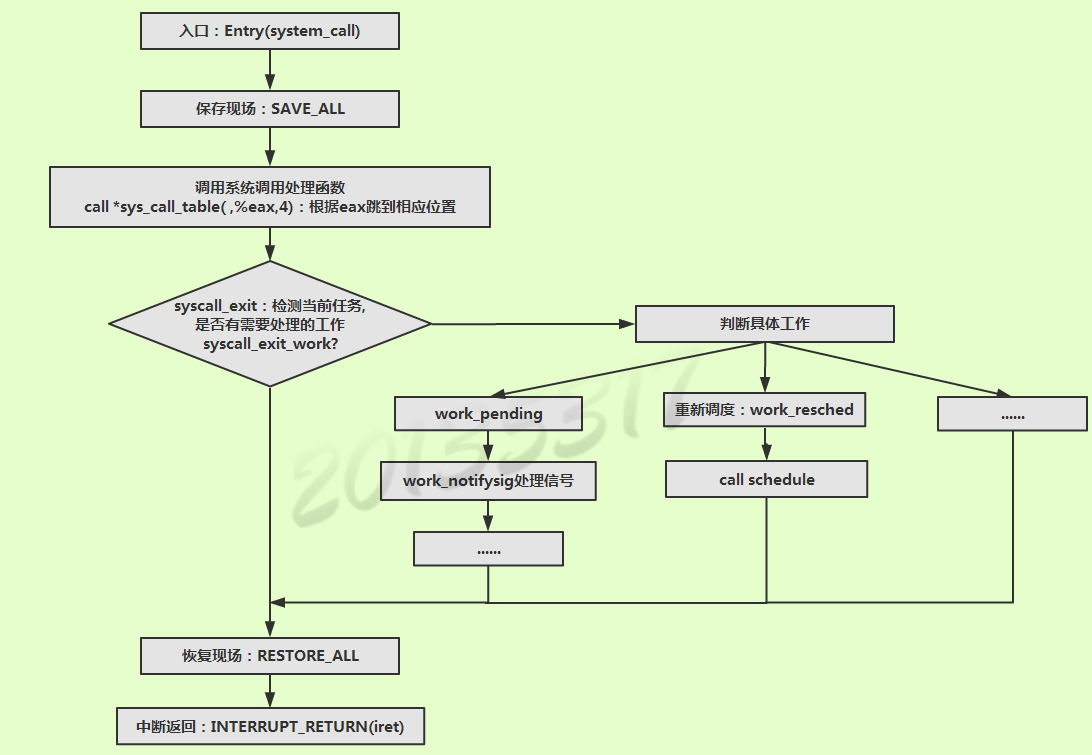 入口：Entry(system_call)
保存现场：SAVE_ALL
调用系统调用处理函数
call *sys_call_table( ,%eax,4)：根据eax跳到相应位置
syscall_exit：检测当前任务,
是否有需要处理的工作
syscall_exit_work?
判断具体工作
work_pending
重新调度：work_resched
......
work_notifysig处理信号
call schedule
......
20135317
恢复现场：RESTORE_ALL
中断返回：INTERRUPT_RETURN(iret)